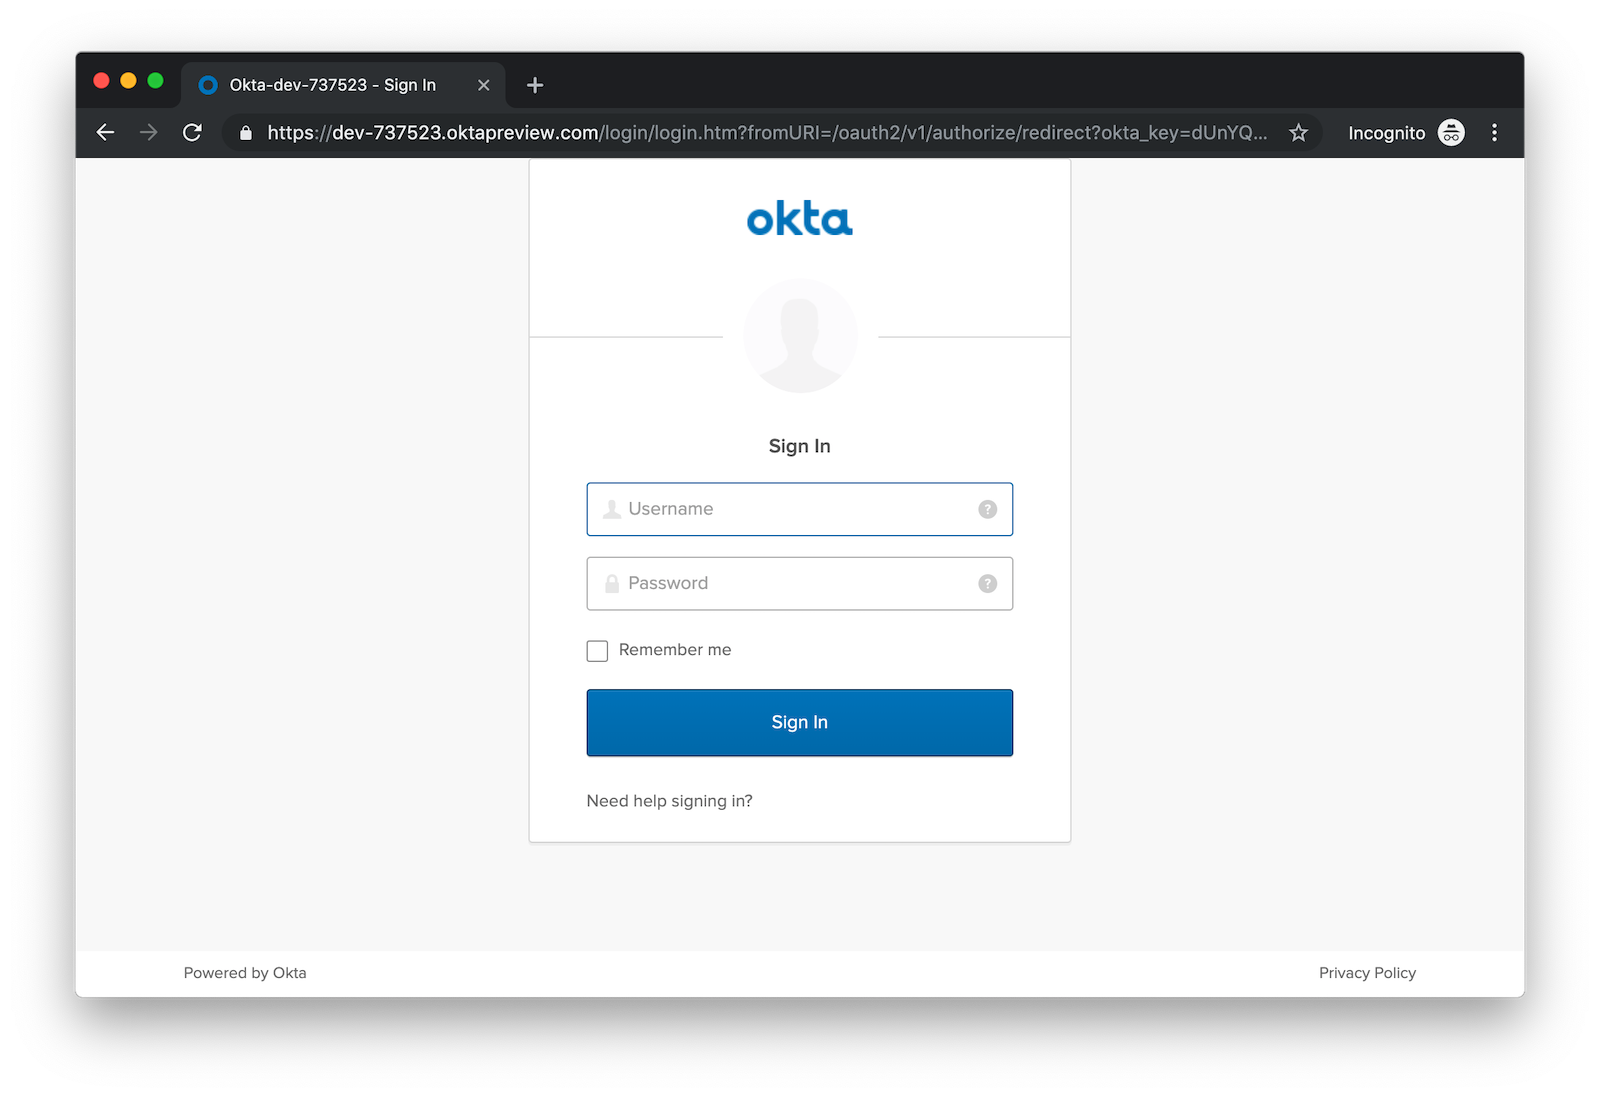 Okta-dev-737523 - Sign In
https://dev-737523.oktapreview.com/login/login.htm?fromURI=/oauth2/v1/authorize/redirect?okta_key=dUnYQ...
Incognito
okta
Sign In
Username ?
Password ?
Remember me
Sign In
Need help signing in?
Powered by Okta
Privacy Policy